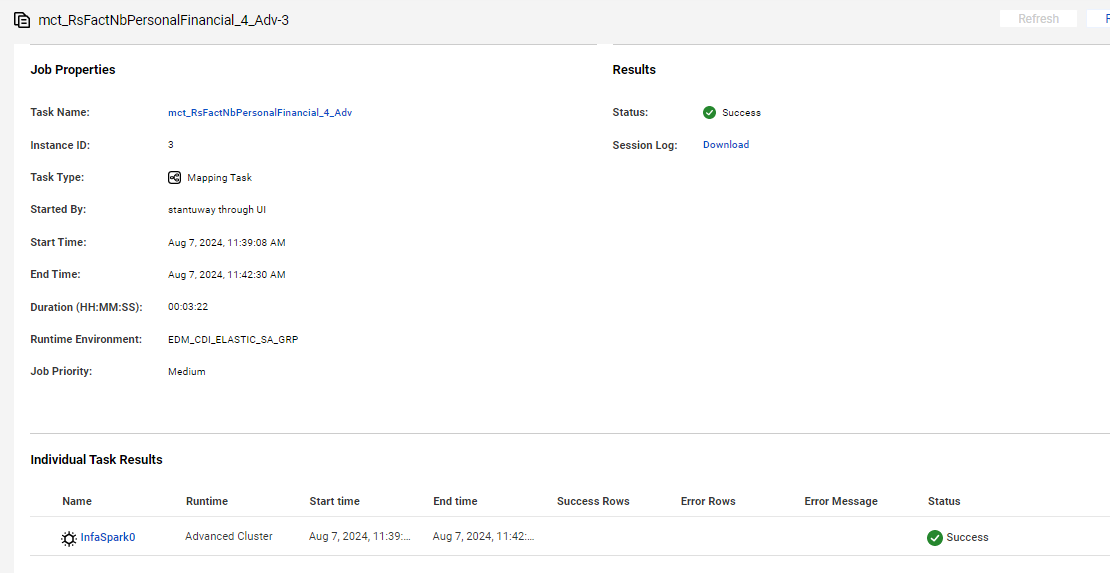 mct_RsFactNbPersonalFinancial_4_Adv-3
Refresh
Job Properties
Task Name: mct_RsFactNbPersonalFinancial_4_Adv
Instance ID: 3
Task Type: Mapping Task
Started By: stantuway through UI
Start Time: Aug 7, 2024, 11:39:08 AM
End Time: Aug 7, 2024, 11:42:30 AM
Duration (HH:MM:SS): 00:03:22
Runtime Environment: EDM_CDI_ELASTIC_SA_GRP
Job Priority: Medium
Results
Status: Success
Session Log: Download
Individual Task Results
Name Runtime Start time End time Success Rows Error Rows Error Message Status
InfaSpark0 Advanced Cluster Aug 7, 2024, 11:39:... Aug 7, 2024, 11:42:... Success